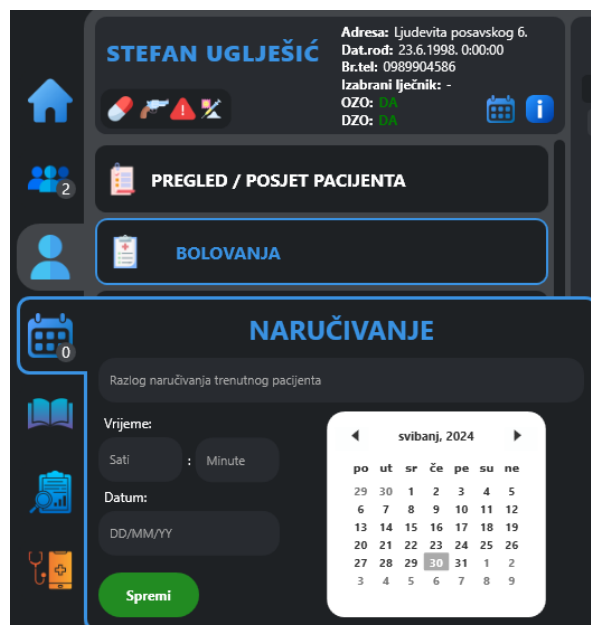 STEFAN UGLJEŠIĆ
Adresa: Ljudevita posavskog 6.
Dat.rođ: 23.6.1998. 0:00:00
Br.tel: 0989904586
Izabrani lječnik: -
OZO: DA
DZO: DA
i
2
PREGLED / POSJET PACIJENTA
BOLOVANJA
0
NARUČIVANJE
Razlog naručivanja trenutnog pacijenta
Vrijeme:
Sati : Minute
Datum:
DD/MM/YY
Spremi
svibanj, 2024
po ut sr če pe su ne
29 30 1 2 3 4 5
6 7 8 9 10 11 12
13 14 15 16 17 18 19
20 21 22 23 24 25 26
27 28 29 30 31 1 2
3 4 5 6 7 8 9